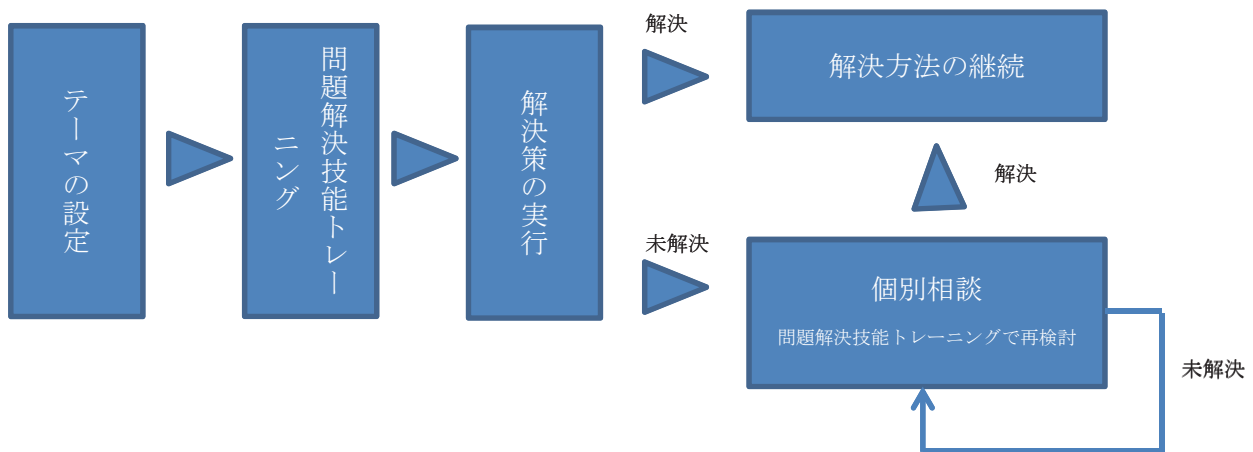 テーマの設定
問題解決技能トレー
ニング
解決策の実行
解決
解決方法の継続
解決
未解決
個別相談
問題解決技能トレーニングで再検討
未解決